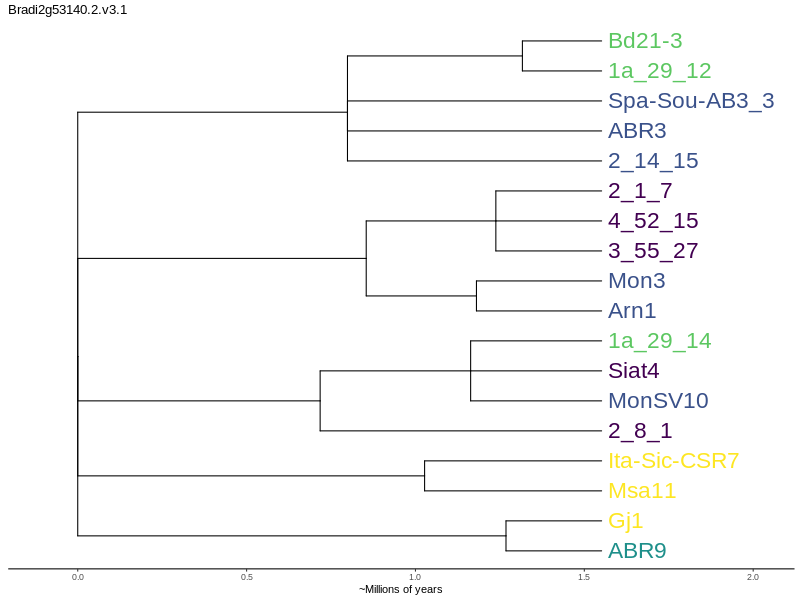 Bradi2g53140.2.v3.1
Bd21-3
1a_29_12
Spa-Sou-AB3_3
ABR3
2_14_15
2_1_7
4_52_15
3_55_27
Mon3
Arn1
1a_29_14
Siat4
MonSV10
2_8_1
Ita-Sic-CSR7
Msa11
Gj1
ABR9
0.0 0.5 1.0 1.5 2.0
~Millions of years